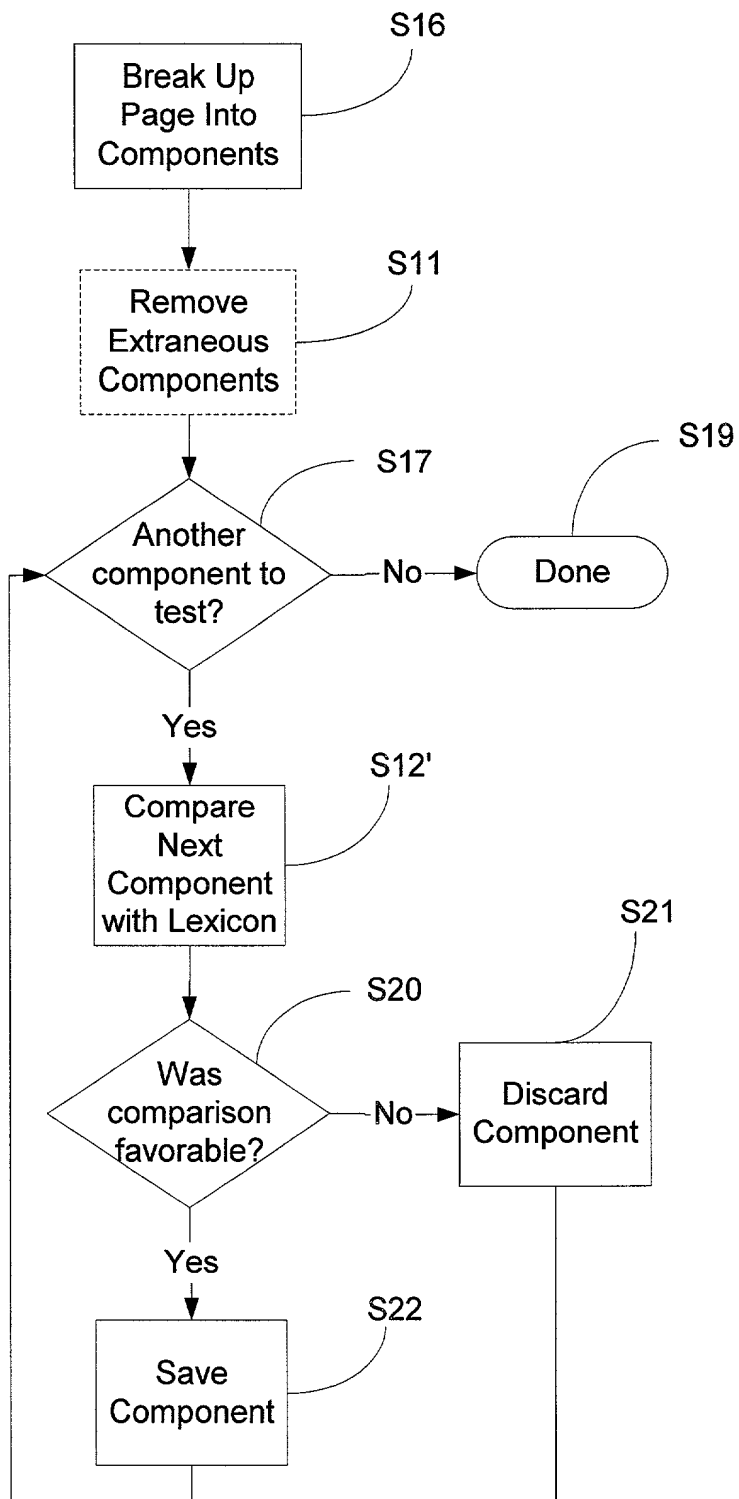 S16
Break Up
Page Into
Components
S11
Remove
Extraneous
Components
S17
S19
Another
component to
test?
No
Done
Yes
S12'
Compare
Next
Component
with Lexicon
S21
S20
Was
comparison
favorable?
No
Discard
Component
Yes
S22
Save
Component